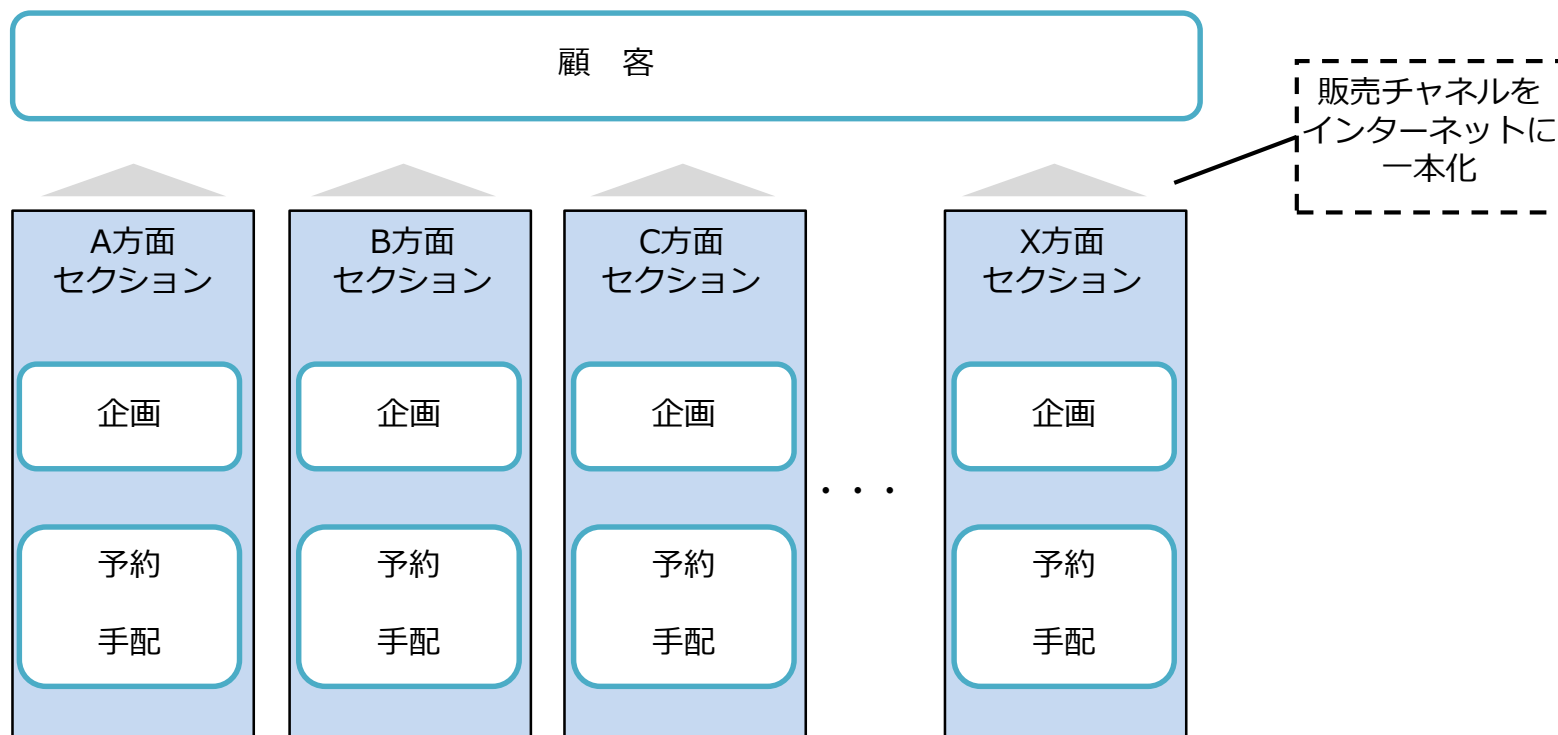 顧　客
販売チャネルを
インターネットに
一本化
A方面
セクション
B方面
セクション
C方面
セクション
X方面
セクション
企画
企画
企画
企画
・・・
予約
手配
予約
手配
予約
手配
予約
手配